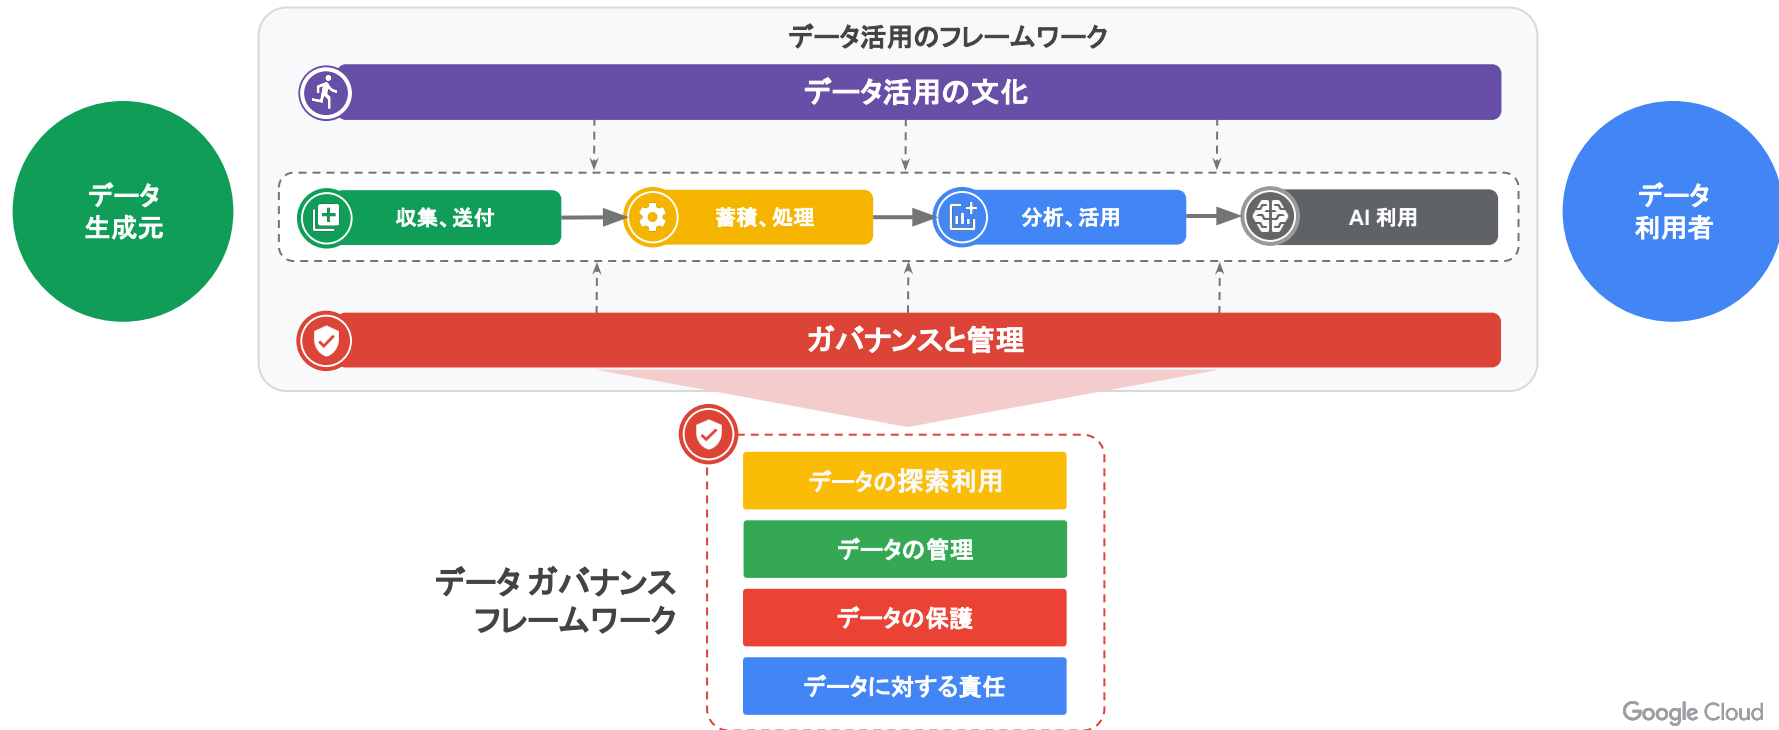 データ活用のフレームワーク
データ活用の文化
データ
生成元
収集、送付
蓄積、処理
分析、活用
AI 利用
データ
利用者
ガバナンスと管理
データ ガバナンス
フレームワーク
データの探索利用
データの管理
データの保護
データに対する責任
Google Cloud